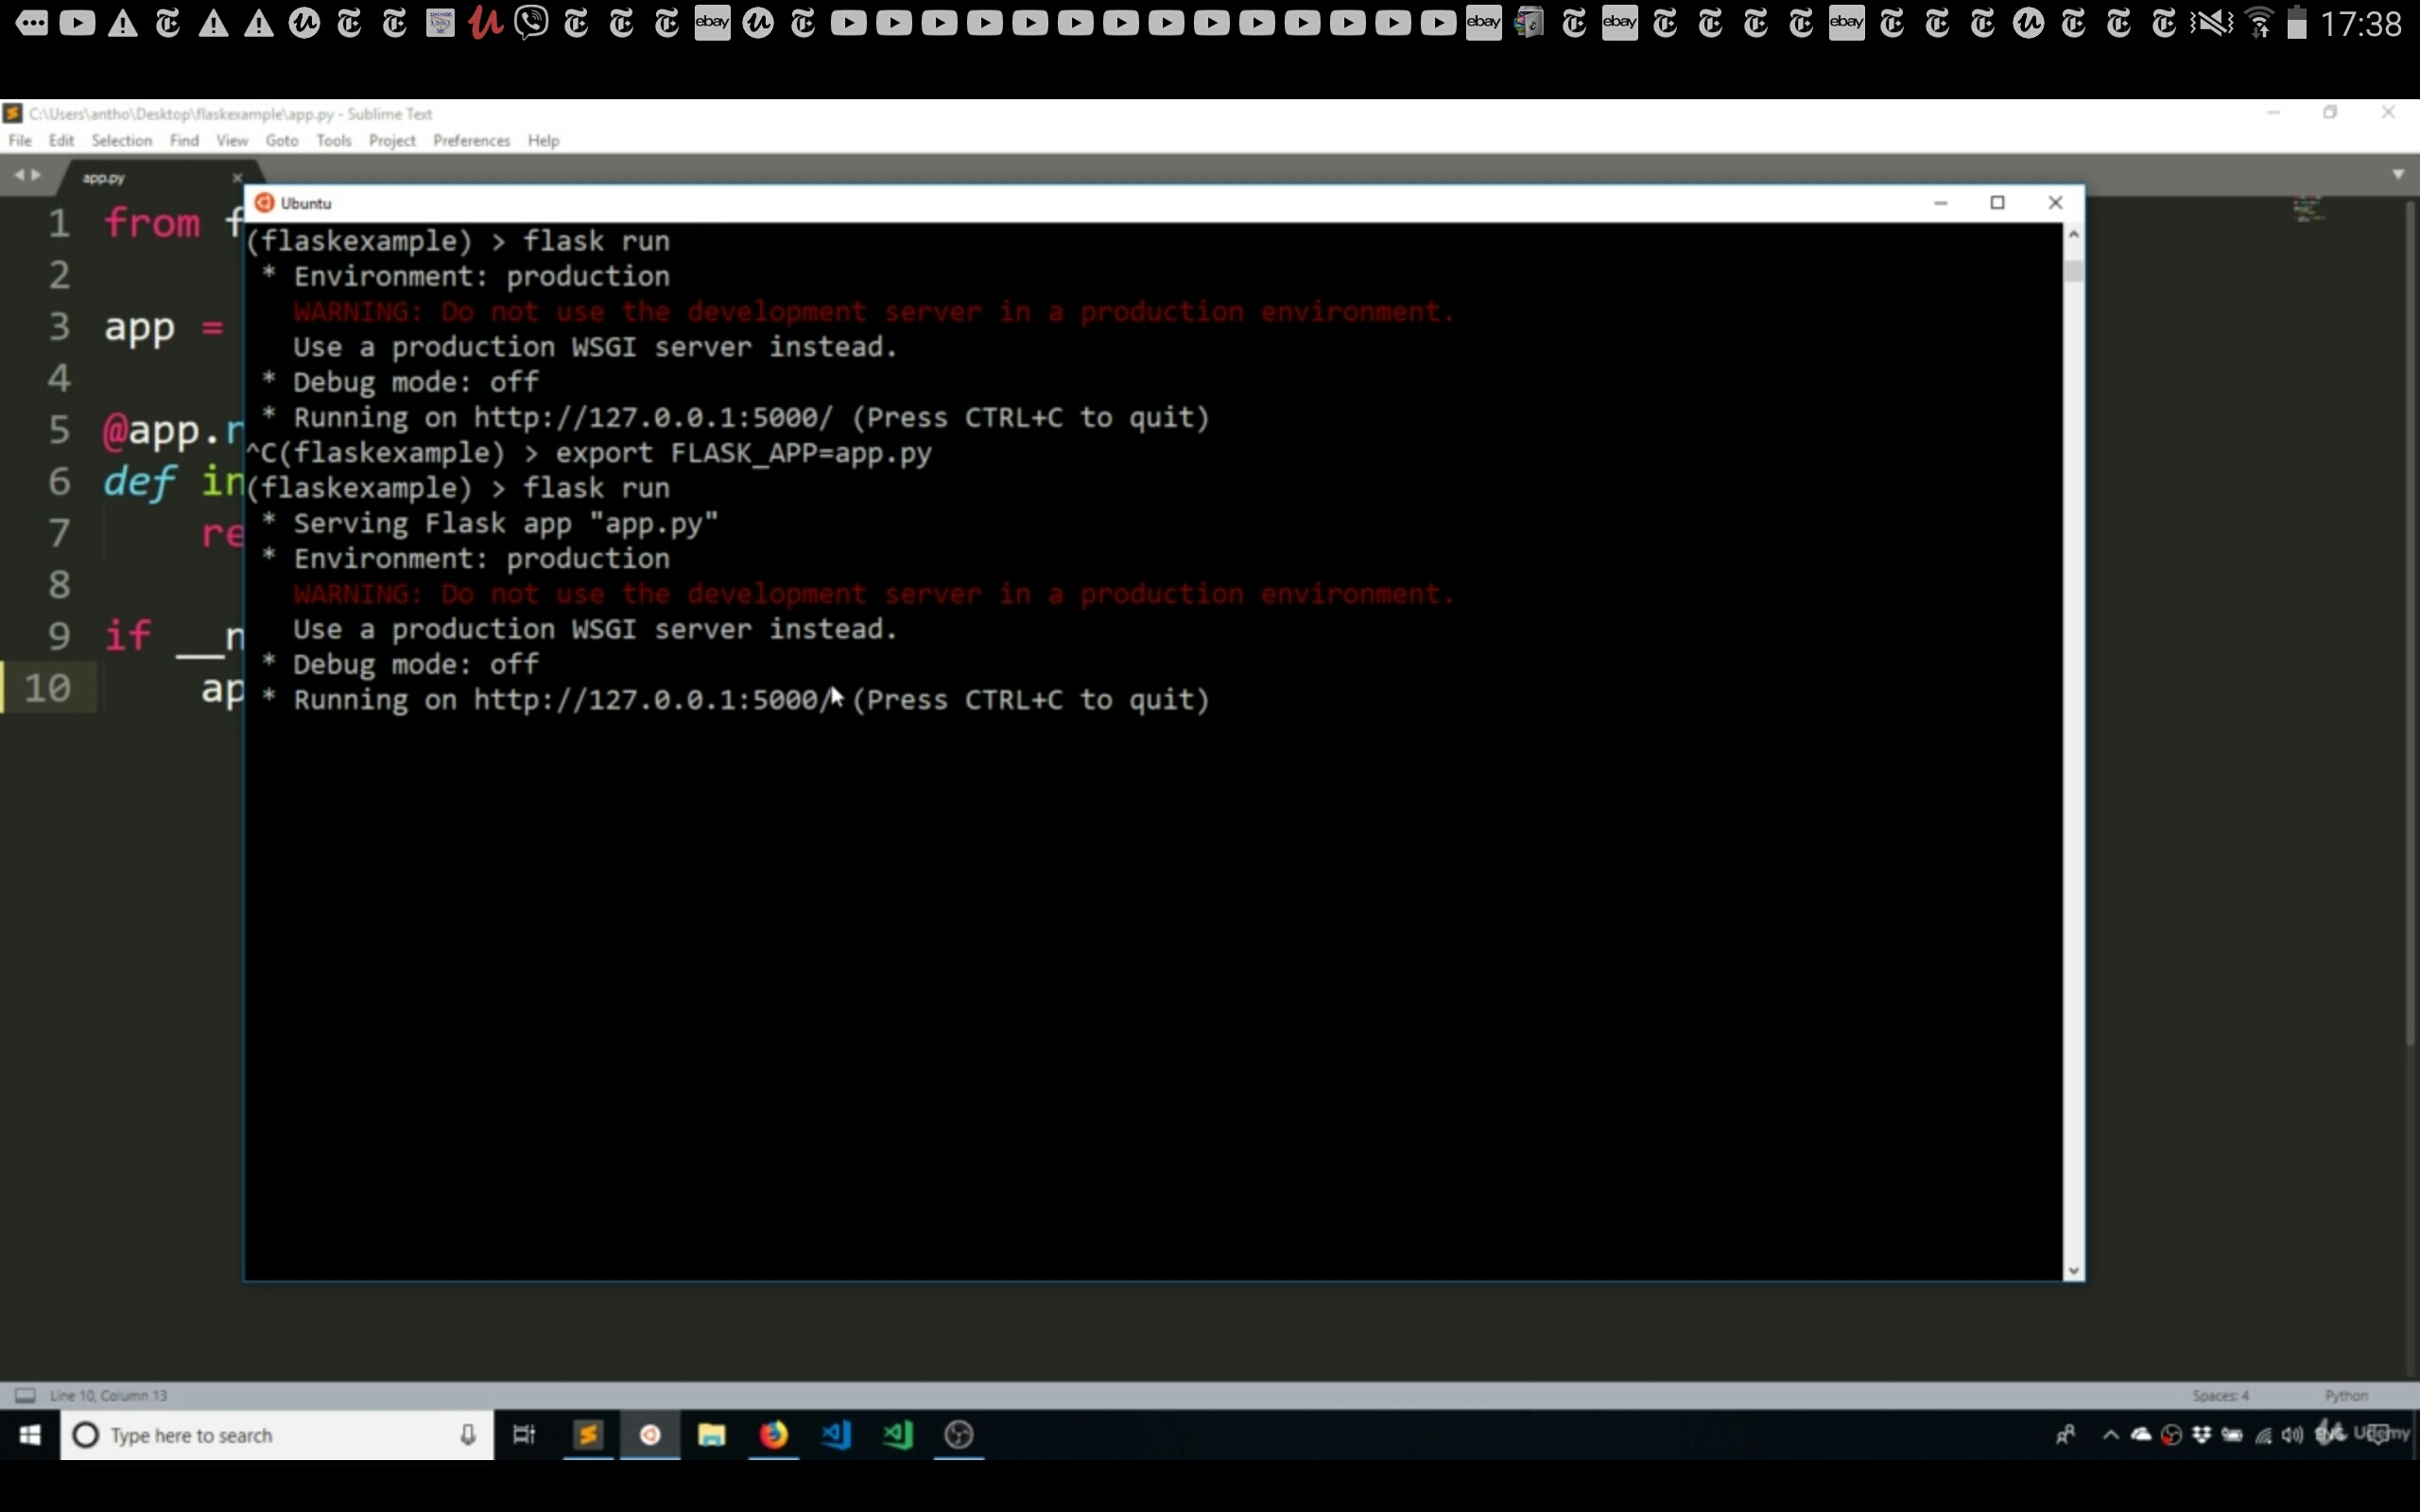 ebay
ebay
ebay
ebay
17:38
C:\Users\antho\Desktop\flaskexample\app.py - Sublime Text
File Edit Selection Find View Goto Tools Project Preferences Help
app.py
Ubuntu
1 from f
2
3 app =
4
5 @app.r
6 def in
7 re
8
9 if __n
10 ap
(flaskexample) > flask run
* Environment: production
WARNING: Do not use the development server in a production environment.
Use a production WSGI server instead.
* Debug mode: off
* Running on http://127.0.0.1:5000/ (Press CTRL+C to quit)
^C(flaskexample) > export FLASK_APP=app.py
(flaskexample) > flask run
* Serving Flask app "app.py"
* Environment: production
WARNING: Do not use the development server in a production environment.
Use a production WSGI server instead.
* Debug mode: off
* Running on http://127.0.0.1:5000/ (Press CTRL+C to quit)
Line 10, Column 13
Spaces: 4
Python
Type here to search
ENG
Udemy